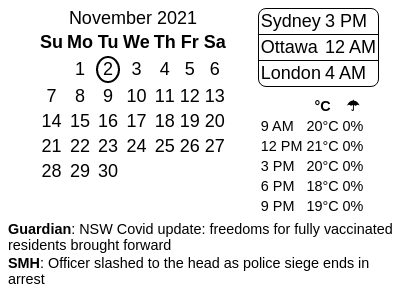 November 2021
Su Mo Tu We Th Fr Sa
1 2 3 4 5 6
7 8 9 10 11 12 13
14 15 16 17 18 19 20
21 22 23 24 25 26 27
28 29 30
Sydney 3 PM
Ottawa 12 AM
London 4 AM
°C ☂
9 AM 20°C 0%
12 PM 21°C 0%
3 PM 20°C 0%
6 PM 18°C 0%
9 PM 19°C 0%
Guardian: NSW Covid update: freedoms for fully vaccinated
residents brought forward
SMH: Officer slashed to the head as police siege ends in
arrest